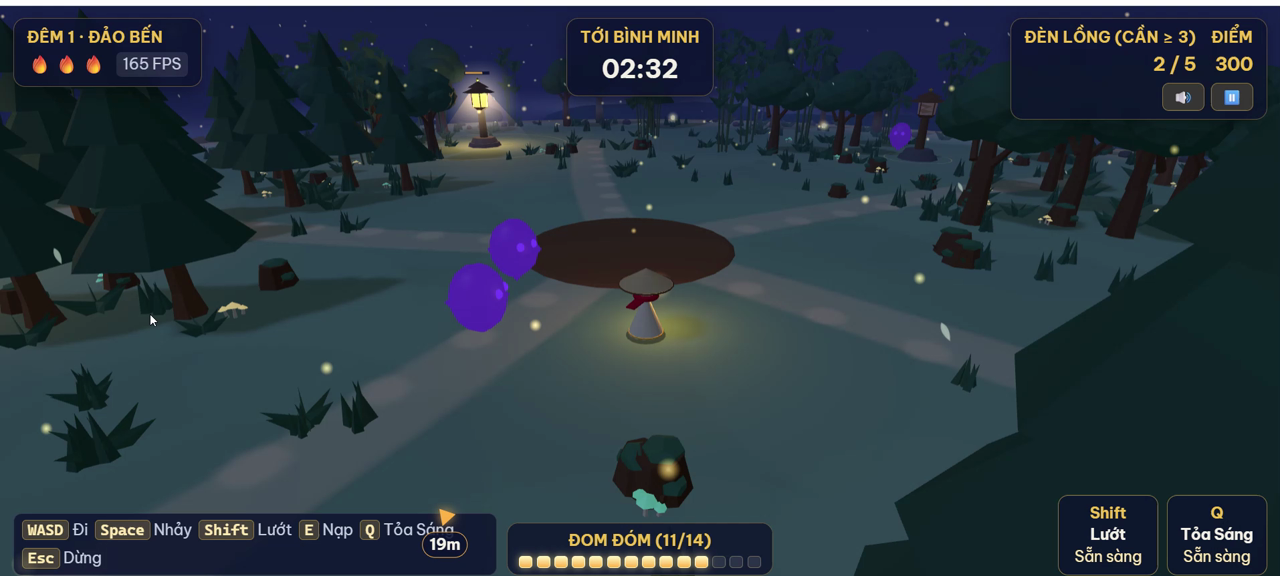 ĐÊM 1 · ĐẢO BẾN
165 FPS
TỚI BÌNH MINH
02:32
ĐÈN LỒNG (CẦN ≥ 3) ĐIỂM
2 / 5 300
WASD Đi Space Nhảy Shift Lướt E Nạp Q Tỏa Sáng
Esc Dừng
19m
ĐOM ĐÓM (11/14)
Shift
Lướt
Sẵn sàng
Q
Tỏa Sáng
Sẵn sàng